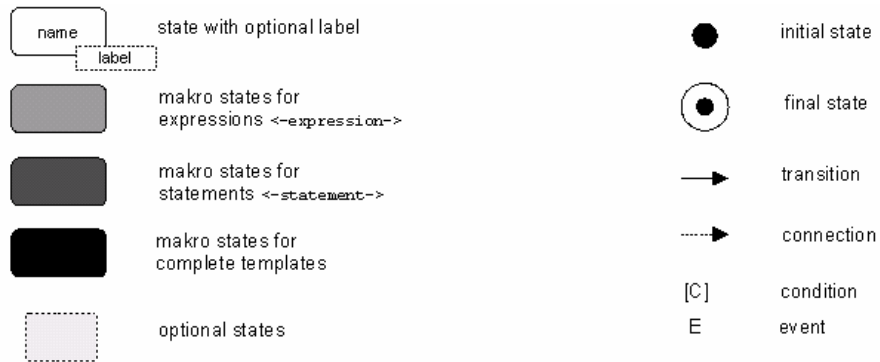 name
label
state with optional label
makro states for
expressions <-expression->
makro states for
statements <-statement->
makro states for
complete templates
optional states
initial state
final state
transition
connection
[C] condition
E event